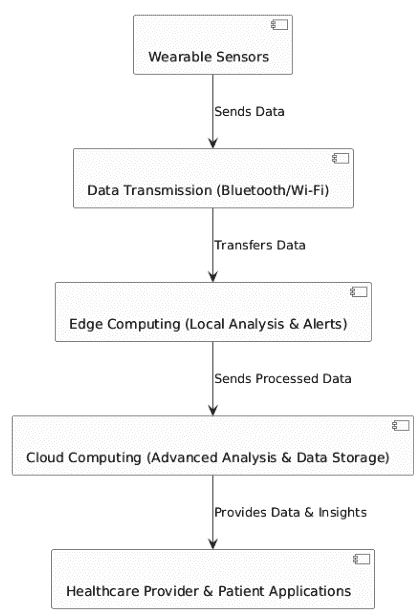 Wearable Sensors
Sends Data
Data Transmission (Bluetooth/Wi-Fi)
Transfers Data
Edge Computing (Local Analysis & Alerts)
Sends Processed Data
Cloud Computing (Advanced Analysis & Data Storage)
Provides Data & Insights
Healthcare Provider & Patient Applications